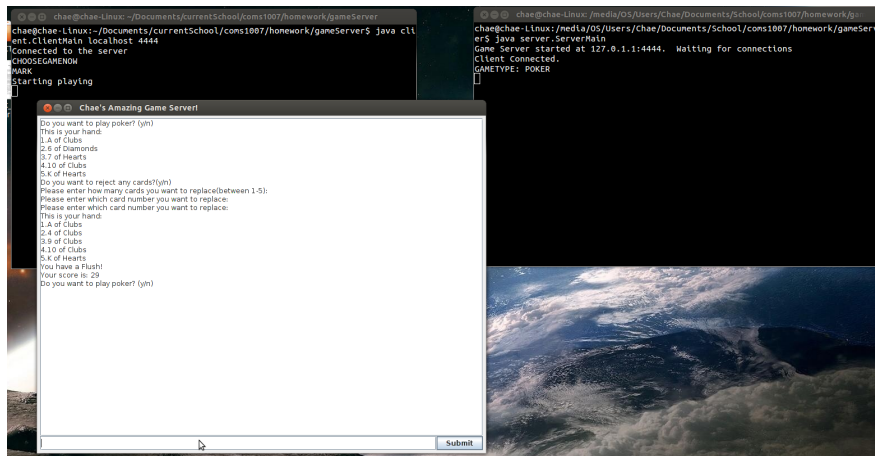 chae@chae-Linux: ~/Documents/currentSchool/coms1007/homework/gameServer
chae@chae-Linux:~/Documents/currentSchool/coms1007/homework/gameServer$ java cli
ent.ClientMain localhost 4444
Connected to the server
CHOOSEGAMENOW
MARK
Starting playing
chae@chae-Linux: /media/OS/Users/Chae/Documents/School/coms1007/homework/gam
chae@chae-Linux:/media/OS/Users/Chae/Documents/School/coms1007/homework/gameServ
er$ java server.ServerMain
Game Server started at 127.0.1.1:4444.  Waiting for connections
Client Connected.
GAMETYPE: POKER
Chae's Amazing Game Server!
Do you want to play poker? (y/n)
This is your hand:
1.A of Clubs
2.6 of Diamonds
3.7 of Hearts
4.10 of Clubs
5.K of Hearts
Do you want to reject any cards?(y/n)
Please enter how many cards you want to replace(between 1-5):
Please enter which card number you want to replace:
Please enter which card number you want to replace:
This is your hand:
1.A of Clubs
2.4 of Clubs
3.9 of Clubs
4.10 of Clubs
5.K of Hearts
You have a Flush!
Your score is: 29
Do you want to play poker? (y/n)
Submit